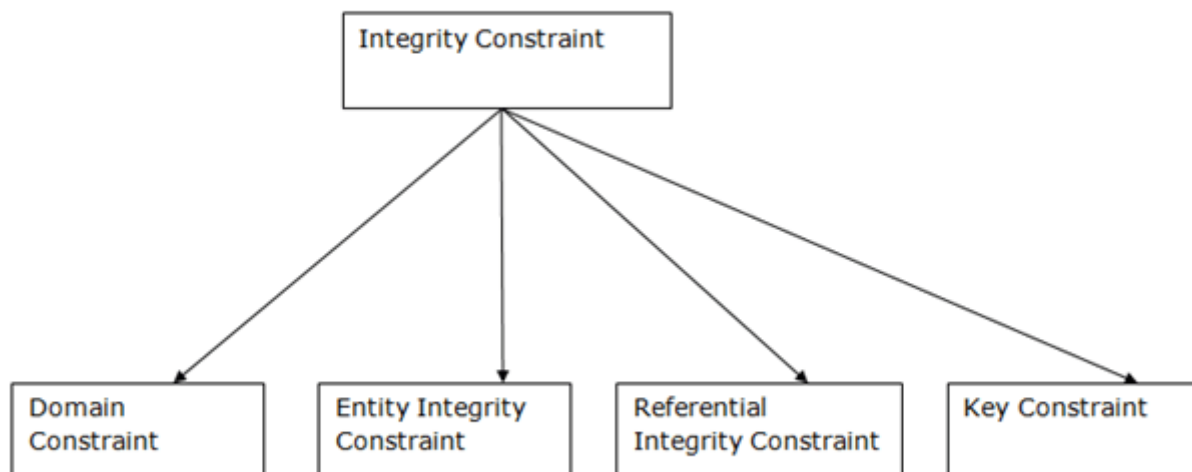 Integrity Constraint
Domain
Constraint
Entity Integrity
Constraint
Referential
Integrity Constraint
Key Constraint